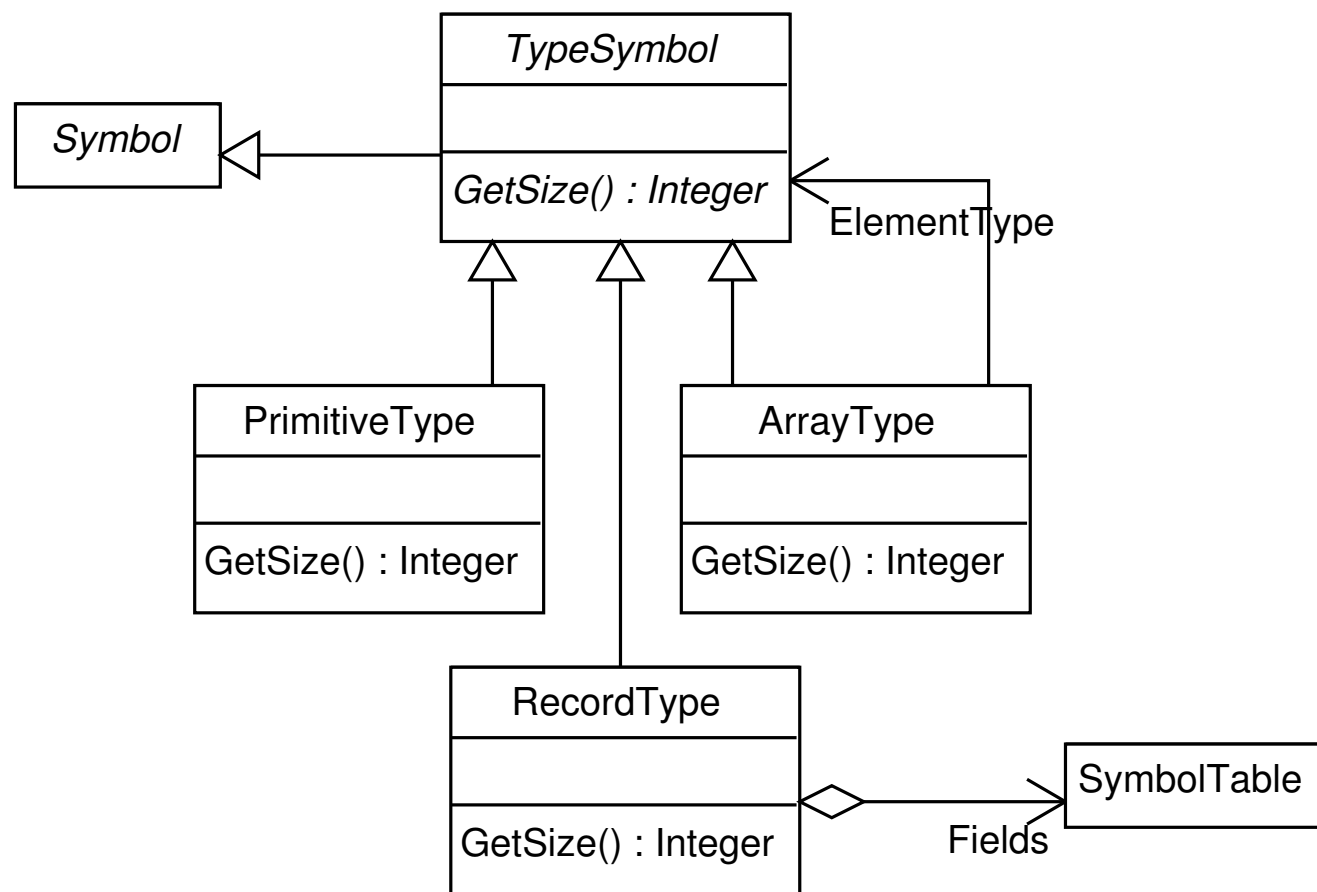 TypeSymbol
Symbol
GetSize() : Integer
ElementType
PrimitiveType
GetSize() : Integer
ArrayType
GetSize() : Integer
RecordType
GetSize() : Integer
SymbolTable
Fields